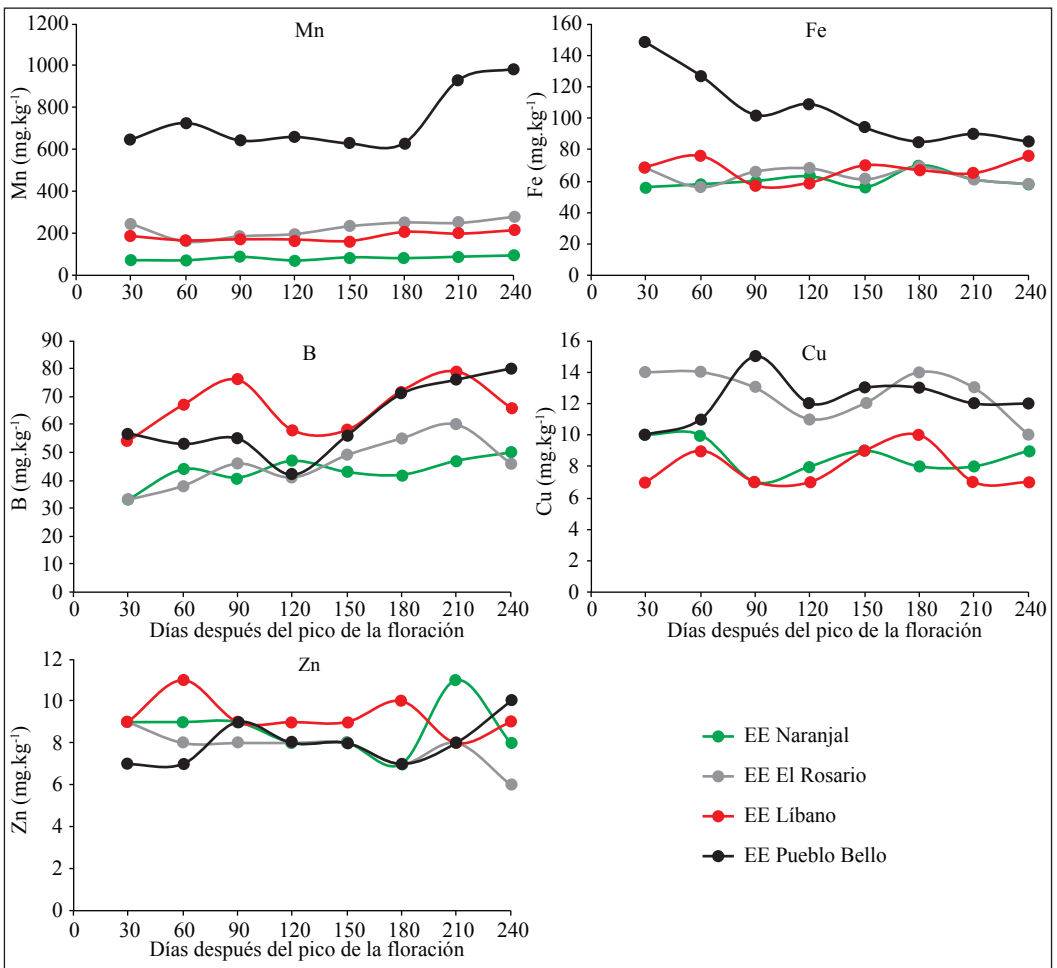 Mn
Mn (mg.kg-1)
1200
1000
800
600
400
200
0
0 30 60 90 120 150 180 210 240
Fe
Fe (mg.kg-1)
160
140
120
100
80
60
40
20
0
0 30 60 90 120 150 180 210 240
B
B (mg.kg-1)
90
80
70
60
50
40
30
20
10
0
0 30 60 90 120 150 180 210 240
Días después del pico de la floración
Cu
Cu (mg.kg-1)
16
14
12
10
8
6
4
2
0
0 30 60 90 120 150 180 210 240
Días después del pico de la floración
Zn
Zn (mg.kg-1)
12
10
8
6
4
2
0
0 30 60 90 120 150 180 210 240
Días después del pico de la floración
EE Naranjal
EE El Rosario
EE Líbano
EE Pueblo Bello